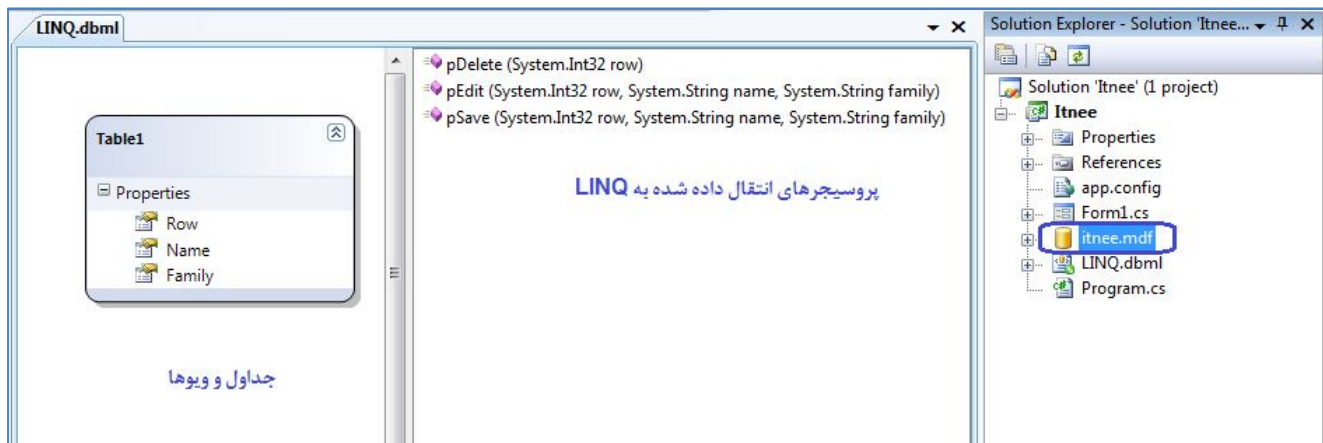 LINQ.dbml
Table1
Properties
Row
Name
Family
جداول و ویوها
pDelete (System.Int32 row)
pEdit (System.Int32 row, System.String name, System.String family)
pSave (System.Int32 row, System.String name, System.String family)
پروسیجرهای انتقال داده شده به LINQ
Solution Explorer - Solution 'Itnee...
Solution 'Itnee' (1 project)
Itnee
Properties
References
app.config
Form1.cs
itnee.mdf
LINQ.dbml
Program.cs